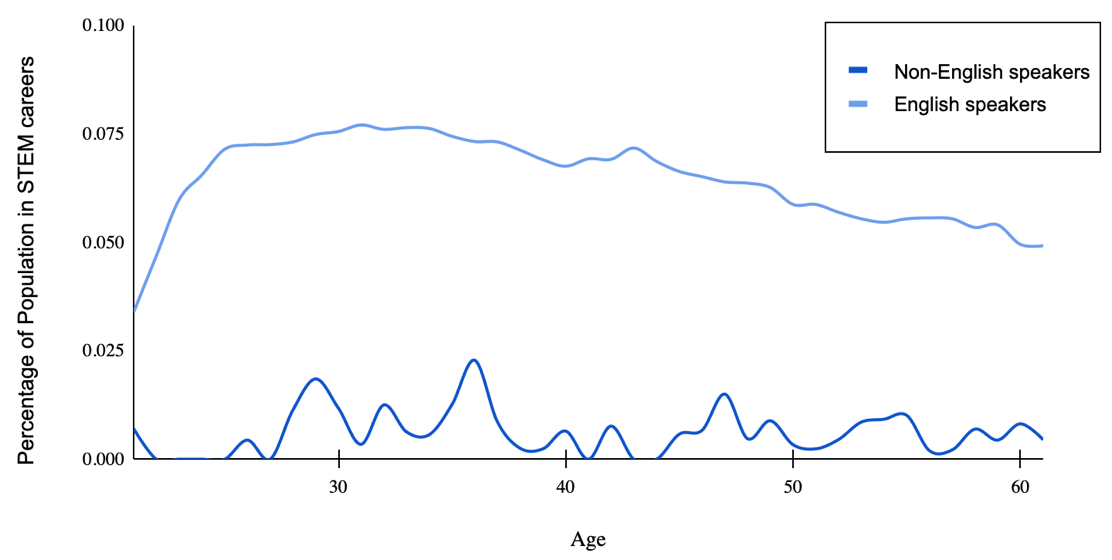 Percentage of Population in STEM careers
0.100
0.075
0.050
0.025
0.000
30
40
50
60
Age
Non-English speakers
English speakers